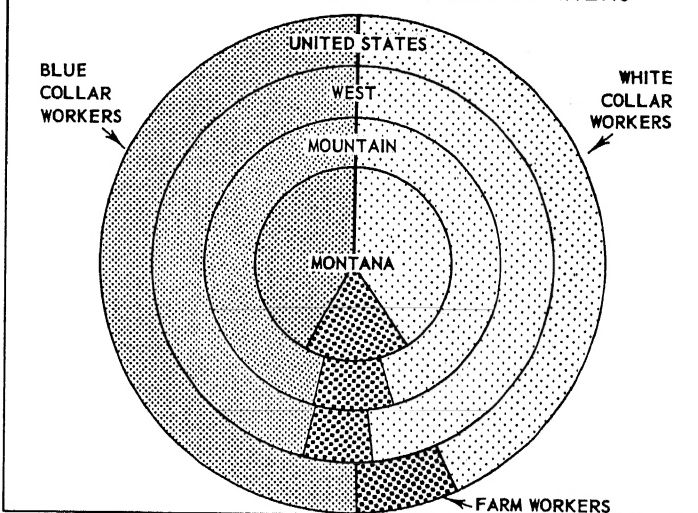 UNITED STATES
BLUE
COLLAR
WORKERS
WEST
WHITE
COLLAR
WORKERS
MOUNTAIN
MONTANA
FARM WORKERS